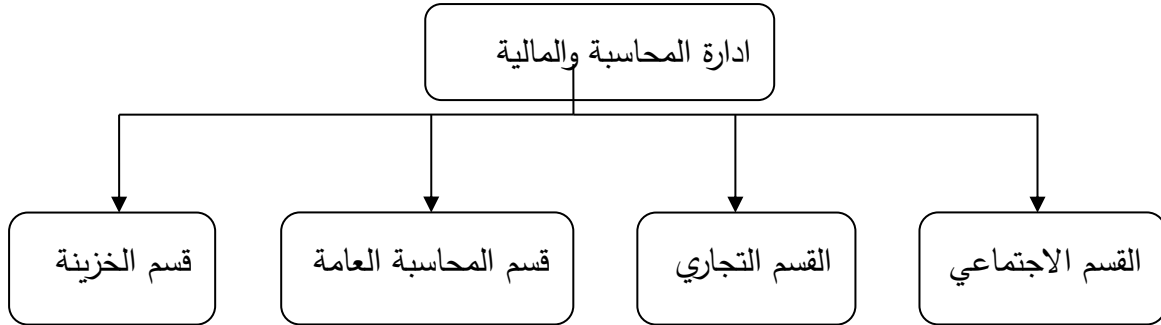 ادارة المحاسبة والمالية
القسم الاجتماعي
القسم التجاري
قسم المحاسبة العامة
قسم الخزينة